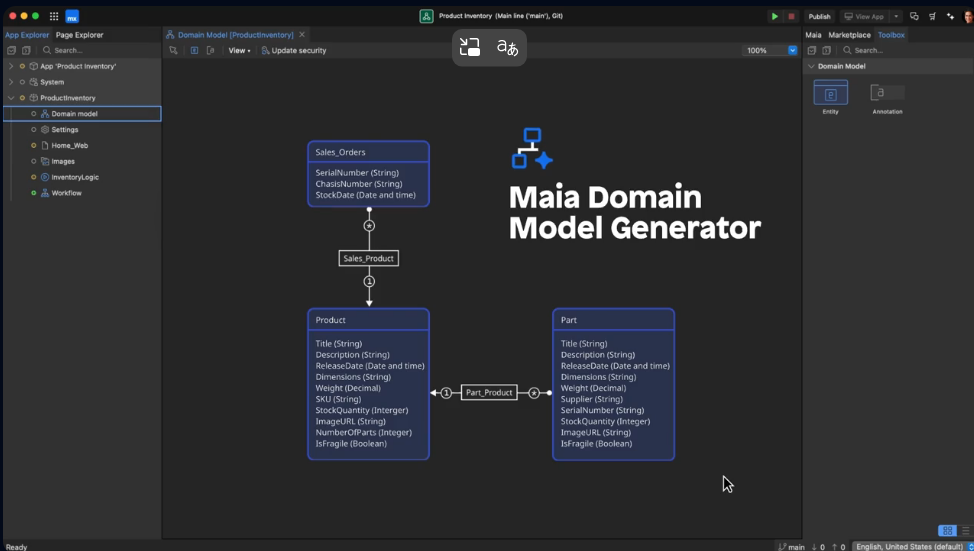 mx
Product Inventory (Main line ('main'), Git)
Publish
View App
App Explorer
Page Explorer
Search...
App 'Product Inventory'
System
ProductInventory
Domain model
Settings
Home_Web
Images
InventoryLogic
Workflow
Domain Model [ProductInventory]
View
Update security
100%
Maia Marketplace Toolbox
Search...
Domain Model
Entity
Annotation
Maia Domain
Model Generator
Sales_Orders
SerialNumber (String)
ChasisNumber (String)
StockDate (Date and time)
*
Sales_Product
1
Product
Title (String)
Description (String)
ReleaseDate (Date and time)
Dimensions (String)
Weight (Decimal)
SKU (String)
StockQuantity (Interger)
ImageURL (String)
NumberOfParts (Integer)
IsFragile (Boolean)
1
Part_Product
*
Part
Title (String)
Description (String)
ReleaseDate (Date and time)
Dimensions (String)
Weight (Decimal)
Supplier (String)
SerialNumber (String)
StockQuantity (Integer)
ImageURL (String)
IsFragile (Boolean)
Ready
main
0
0
English, United States (default)